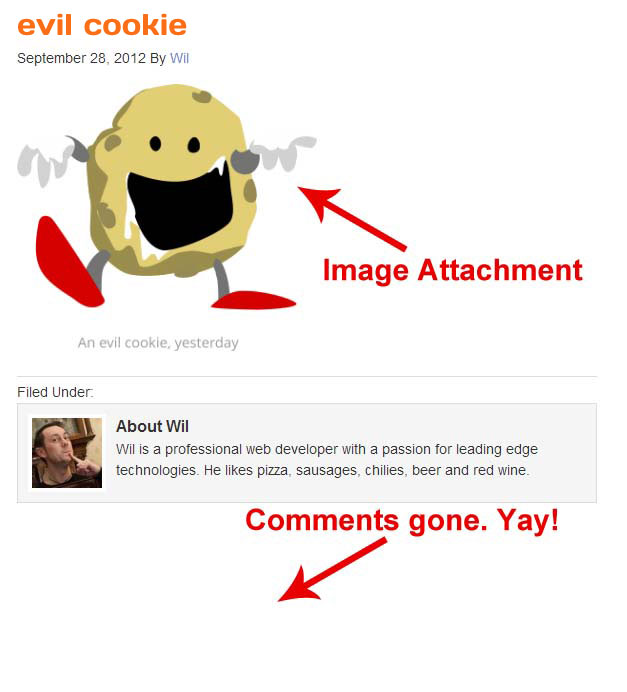 evil cookie
September 28, 2012 By Wil
Image Attachment
An evil cookie, yesterday
Filed Under:
About Wil
Wil is a professional web developer with a passion for leading edge
technologies. He likes pizza, sausages, chilies, beer and red wine.
Comments gone. Yay!